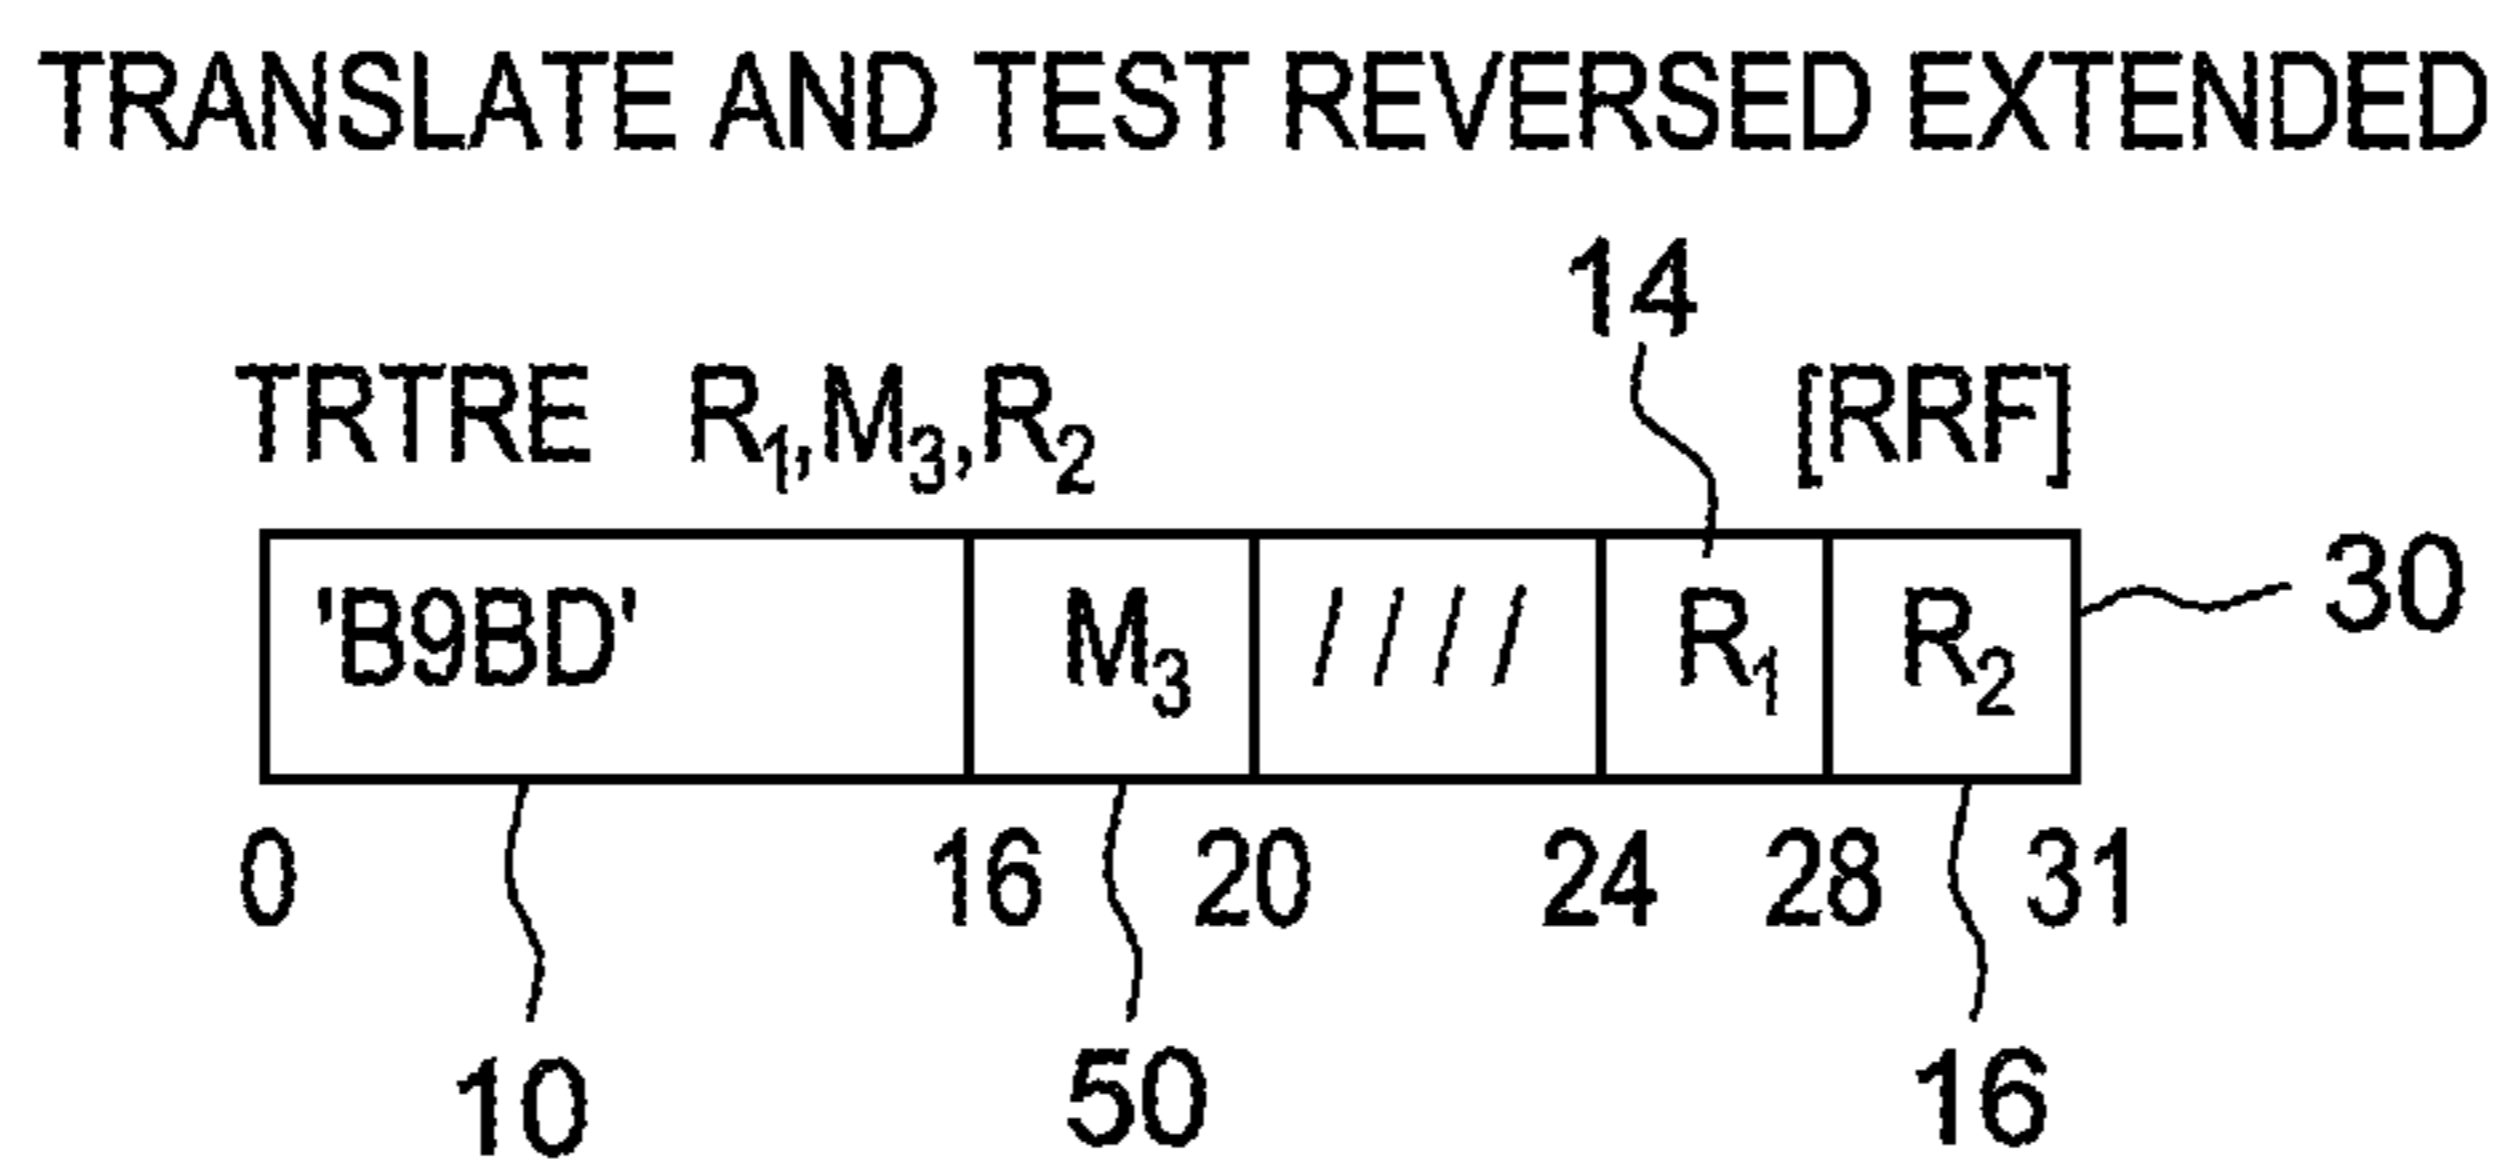 TRANSLATE AND TEST REVERSED EXTENDED
14
TRTRE R1,M3,R2 [RRF]
'B9BD' M3 //// R1 R2 30
0 16 20 24 28 31
10 50 16